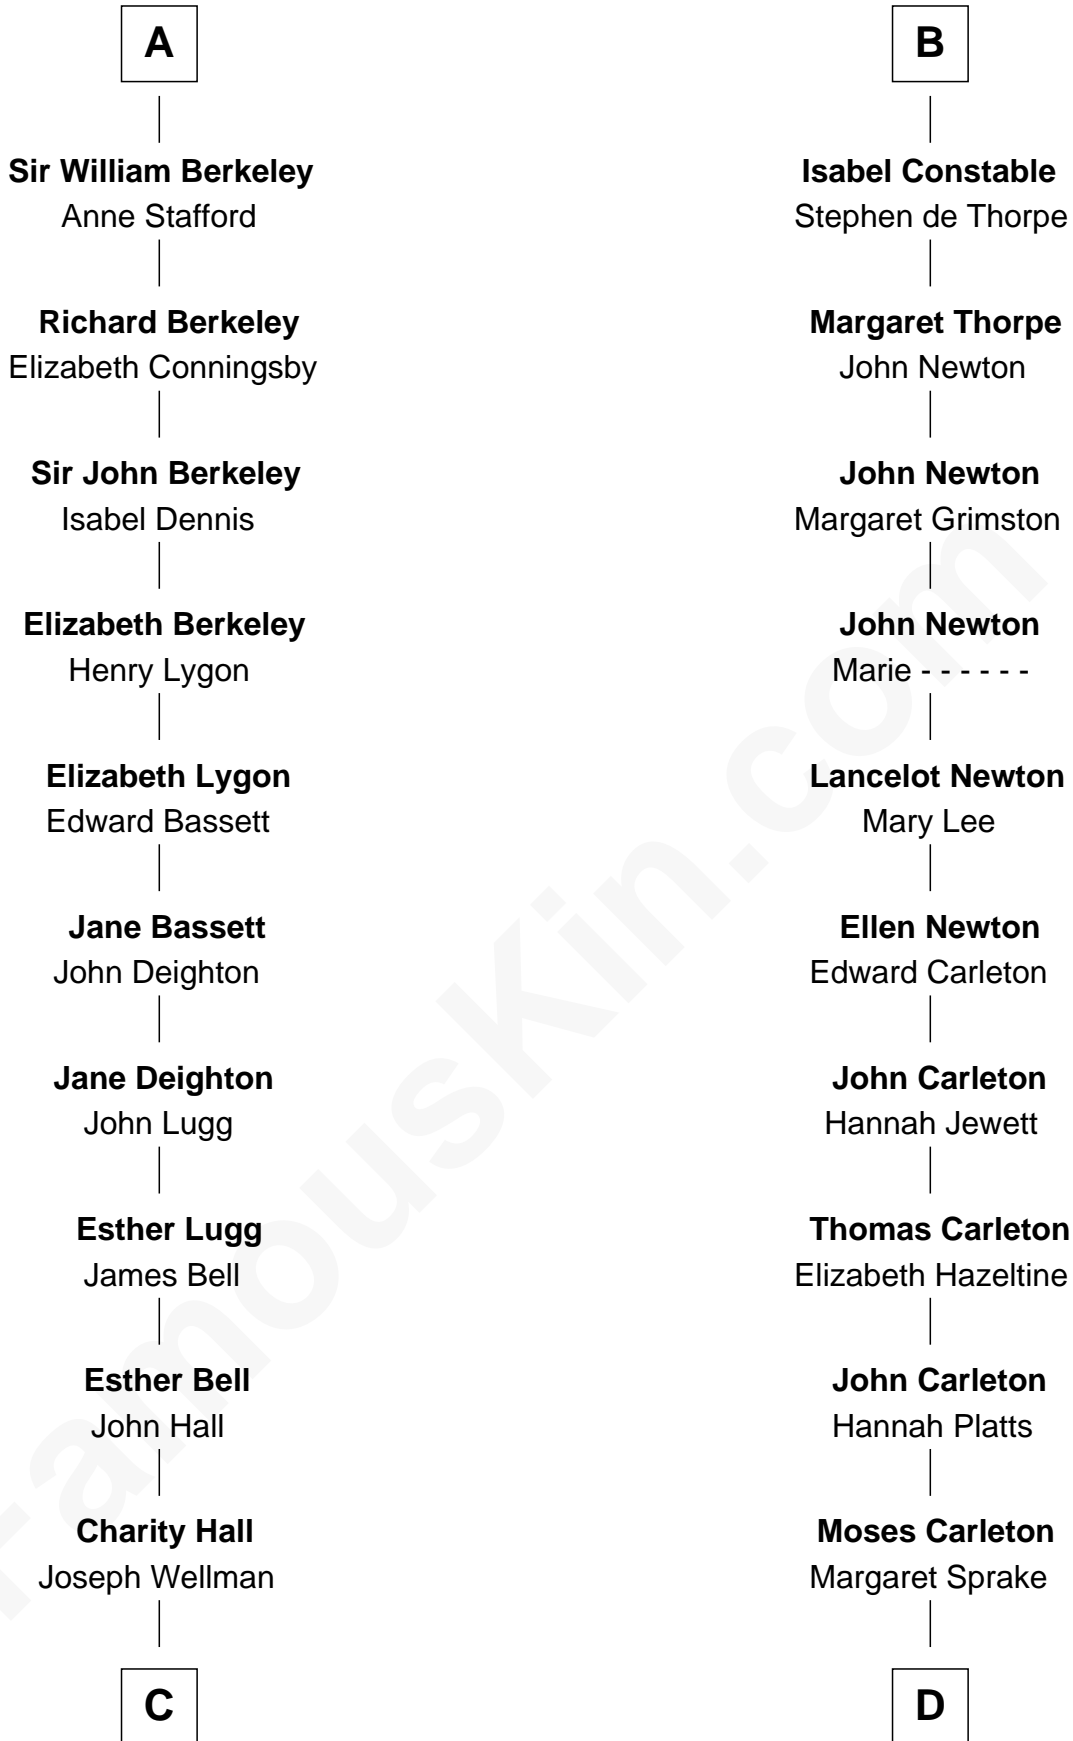 A
Sir William Berkeley
Anne Stafford
Richard Berkeley
Elizabeth Conningsby
Sir John Berkeley
Isabel Dennis
Elizabeth Berkeley
Henry Lygon
Elizabeth Lygon
Edward Bassett
Jane Bassett
John Deighton
Jane Deighton
John Lugg
Esther Lugg
James Bell
Esther Bell
John Hall
Charity Hall
Joseph Wellman
C
B
Isabel Constable
Stephen de Thorpe
Margaret Thorpe
John Newton
John Newton
Margaret Grimston
John Newton
Marie - - - - - -
Lancelot Newton
Mary Lee
Ellen Newton
Edward Carleton
John Carleton
Hannah Jewett
Thomas Carleton
Elizabeth Hazeltine
John Carleton
Hannah Platts
Moses Carleton
Margaret Sprake
D
FamousKin.com